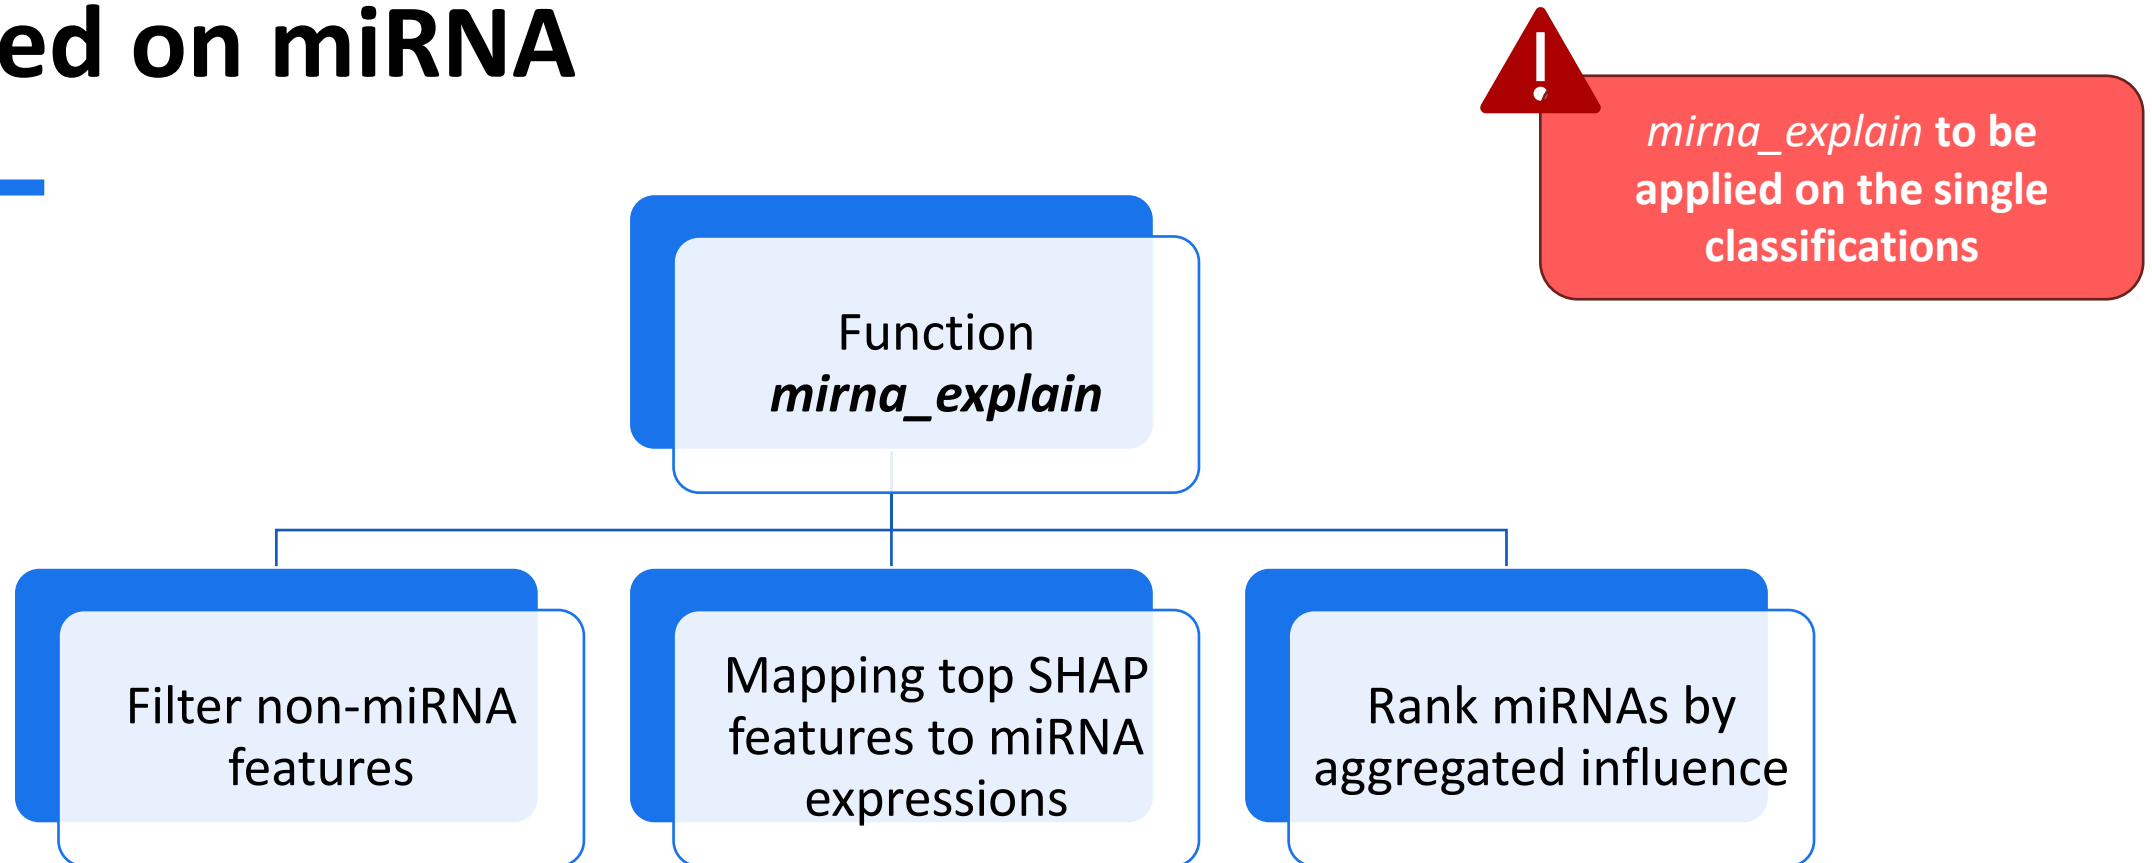 ed on miRNA
mirna_explain to be
applied on the single
classifications
Function
mirna_explain
Filter non-miRNA
features
Mapping top SHAP
features to miRNA
expressions
Rank miRNAs by
aggregated influence